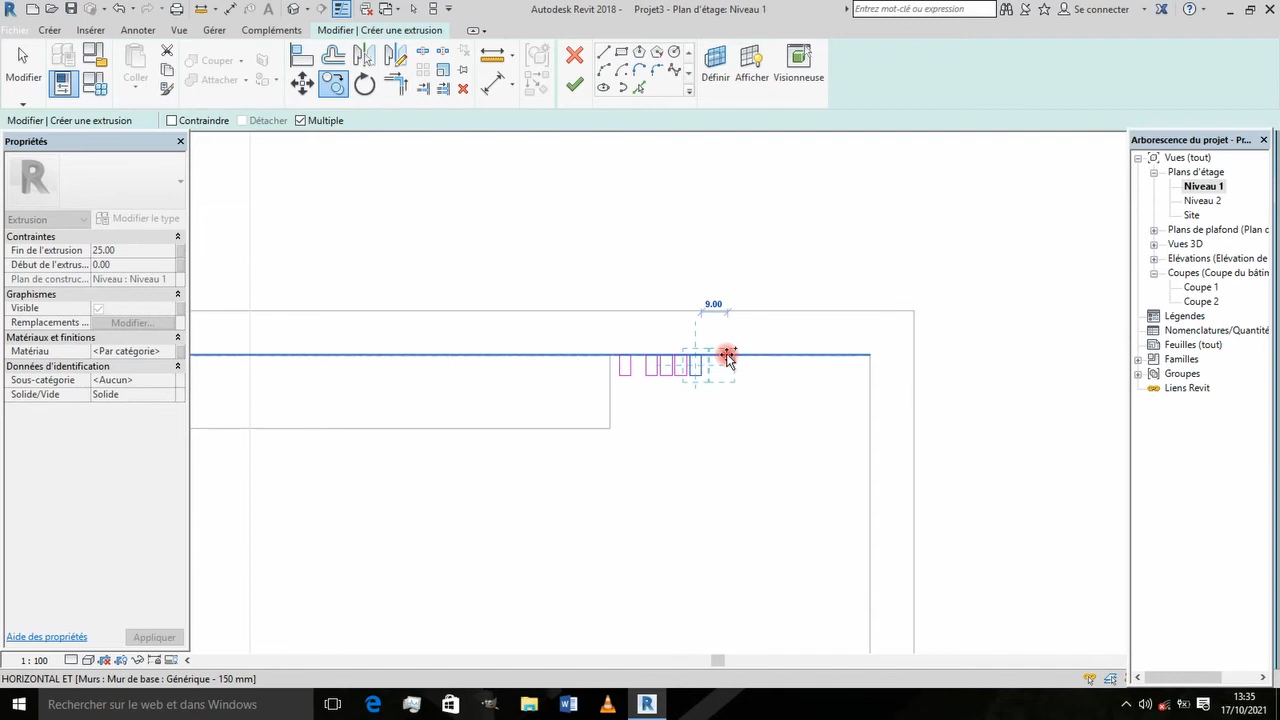 Autodesk Revit 2018 - Projet3 - Plan d'étage: Niveau 1
Entrez mot-clé ou expression
Se connecter
Fichier Créer Insérer Annoter Vue Gérer Compléments Modifier | Créer une extrusion
Modifier
Coller
Couper
Attacher
Définir Afficher Visionneuse
Modifier | Créer une extrusion
Contraindre Détacher Multiple
Propriétés
Extrusion
Modifier le type
Contraintes
Fin de l'extrusion 25.00
Début de l'extrus... 0.00
Plan de construc... Niveau : Niveau 1
Graphismes
Visible
Remplacements ... Modifier...
Matériaux et finitions
Matériau <Par catégorie>
Données d'identification
Sous-catégorie <Aucun>
Solide/Vide Solide
Aide des propriétés
Appliquer
9.00
Arborescence du projet - Pr...
Vues (tout)
Plans d'étage
Niveau 1
Niveau 2
Site
Plans de plafond (Plan d
Vues 3D
Elévations (Elévation de
Coupes (Coupe du bâtin
Coupe 1
Coupe 2
Légendes
Nomenclatures/Quantité
Feuilles (tout)
Familles
Groupes
Liens Revit
1 : 100
HORIZONTAL ET [Murs : Mur de base : Générique - 150 mm]
Rechercher sur le web et dans Windows
13:35
17/10/2021